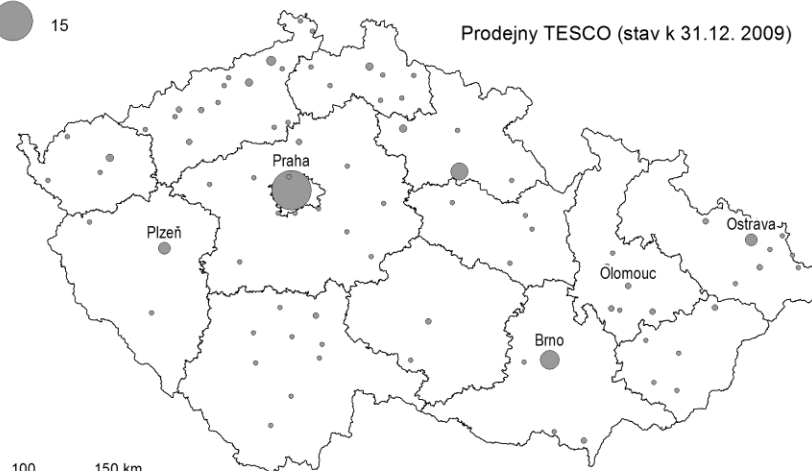 15
Prodejny TESCO (stav k 31.12. 2009)
Praha
Plzeň
Ostrava
Olomouc
Brno
100 150 km